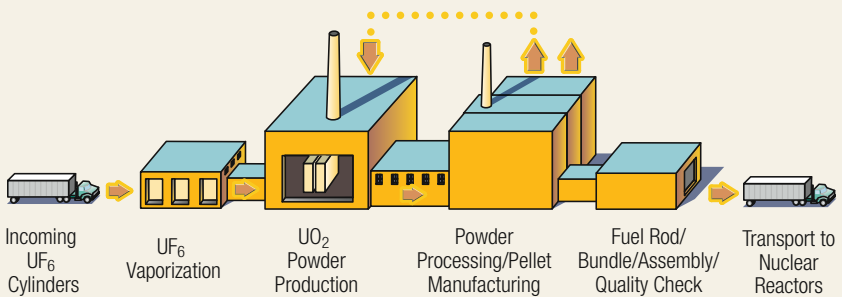 Incoming
UF6
Cylinders
UF6
Vaporization
UO2
Powder
Production
Powder
Processing/Pellet
Manufacturing
Fuel Rod/
Bundle/Assembly/
Quality Check
Transport to
Nuclear
Reactors